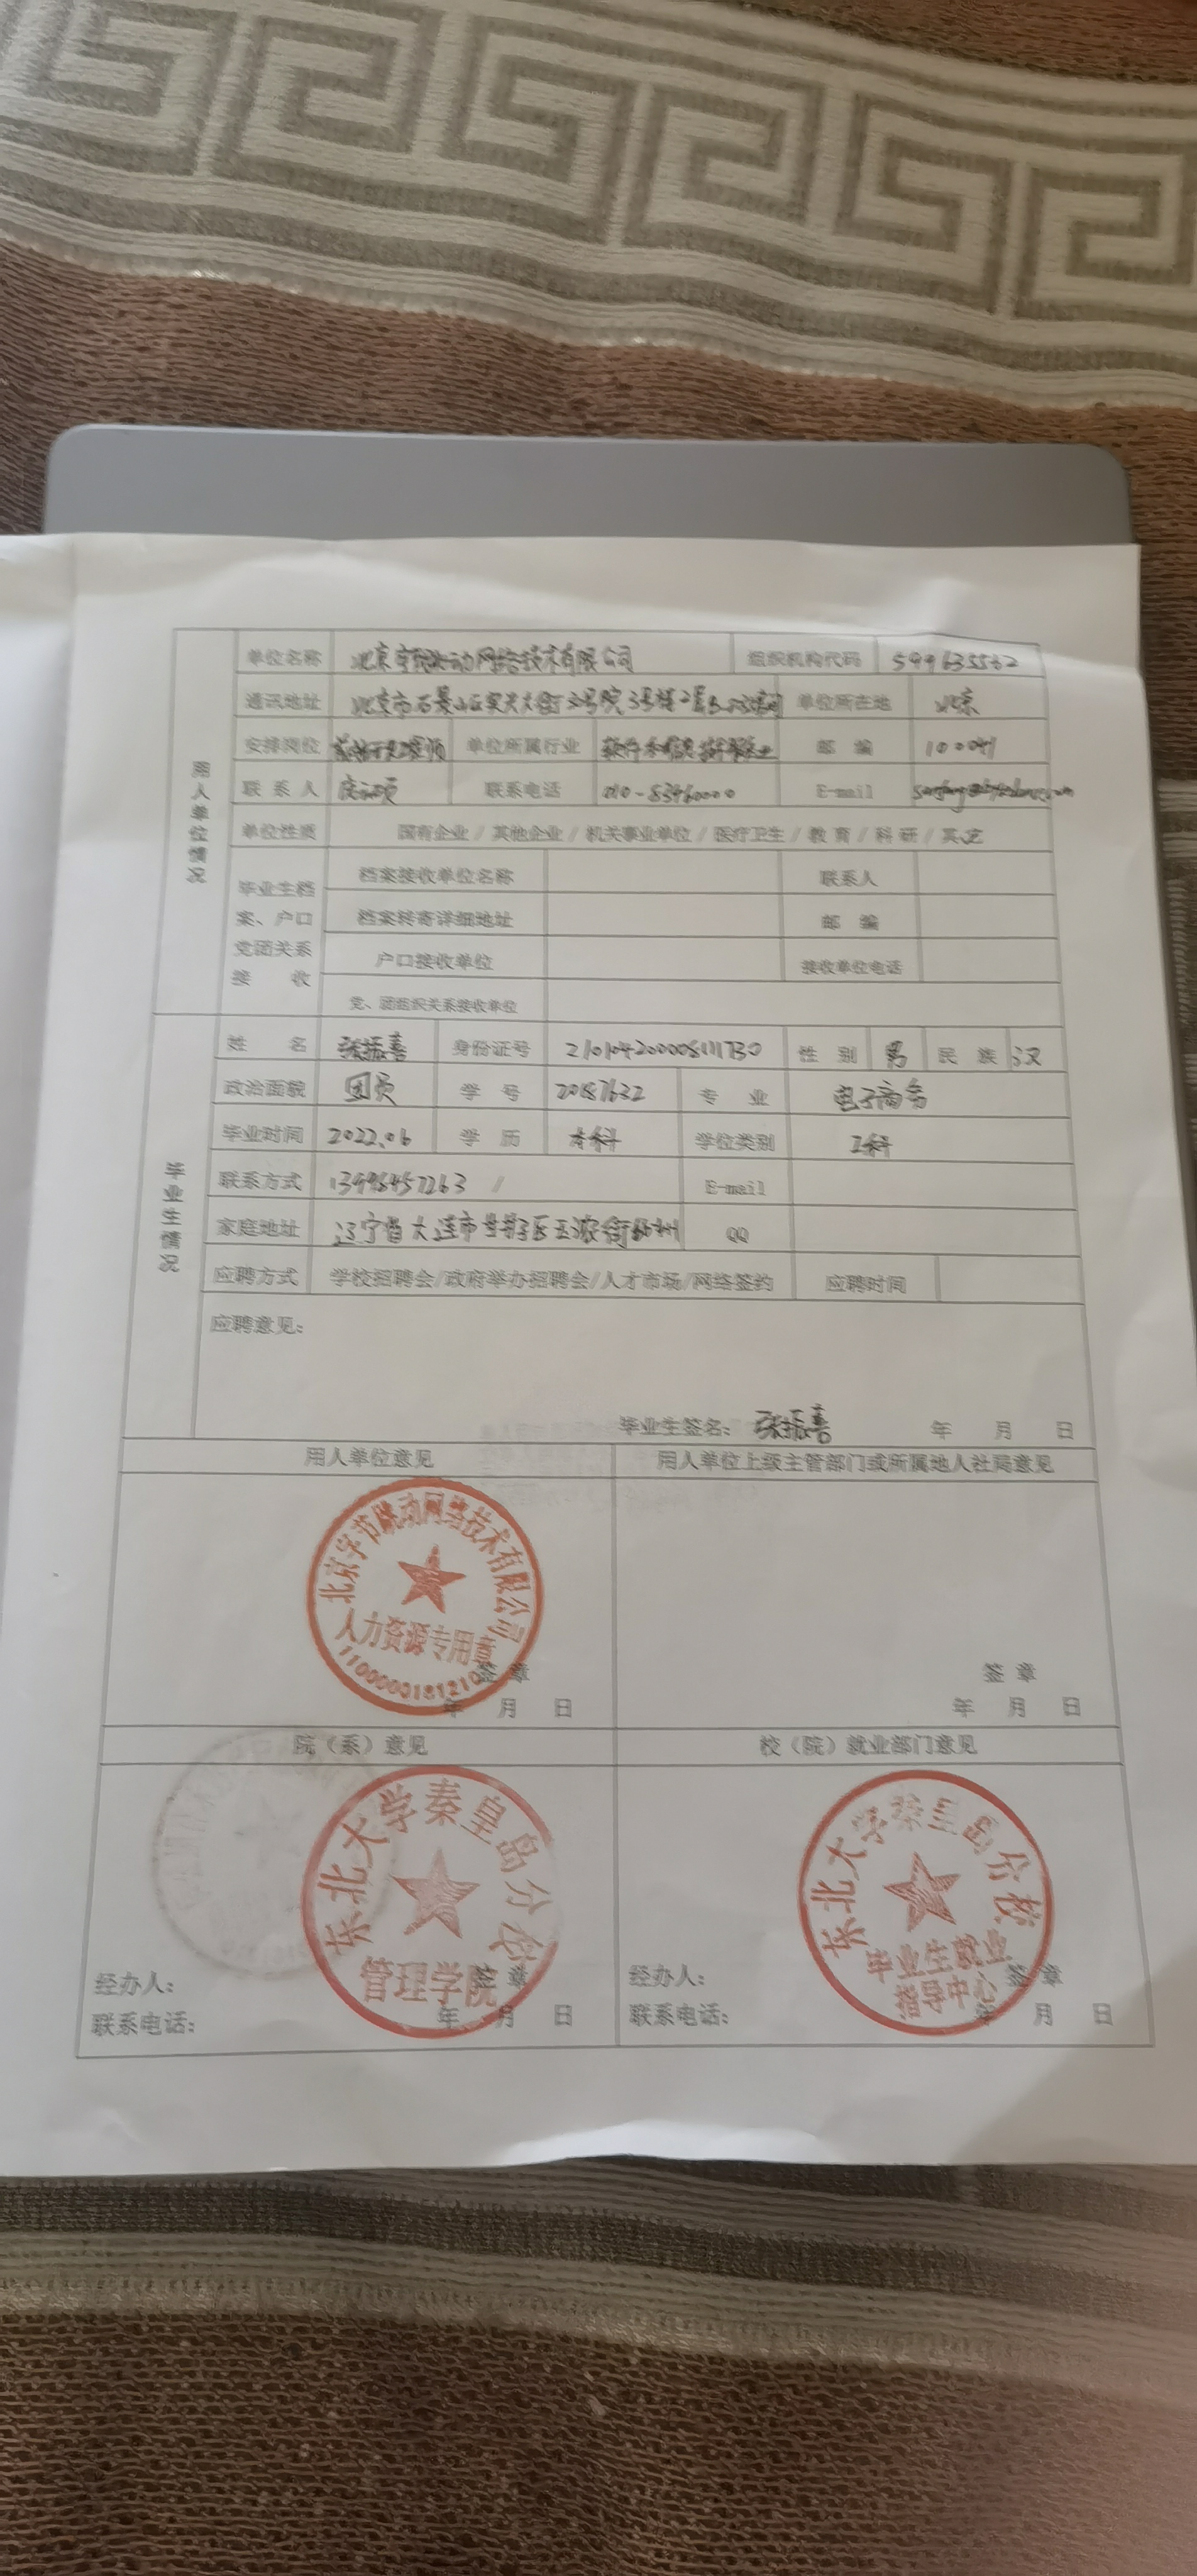 用人单位情况
单位名称 北京字节跳动网络技术有限公司 组织机构代码 599635562
通讯地址 北京市石景山区实兴大街 号院3号楼2层 单位所在地 北京
安排岗位 单位所属行业 软件和信息 邮 编 100041
联系人 联系电话 010-83460000 E-mail
单位性质 国有企业 / 其他企业 / 机关事业单位 / 医疗卫生 / 教育 / 科研 / 其它
毕业生档案、户口党团关系接 收
档案接收单位名称 联系人
档案转寄详细地址 邮 编
户口接收单位 接收单位电话
党、团组织关系接收单位
毕业生情况
姓 名 张振喜 身份证号 210104200008111730 性 别 男 民 族 汉
政治面貌 团员 学 号 20187632 专 业 电子商务
毕业时间 2022.06 学 历 本科 学位类别 工科
联系方式 13998457263 / E-mail
家庭地址 辽宁省大连市 QQ
应聘方式 学校招聘会/政府举办招聘会/人才市场/网络签约 应聘时间
应聘意见:
毕业生签名: 张振喜 年 月 日
用人单位意见 用人单位上级主管部门或所属地人社局意见
北京字节跳动网络技术有限公司
人力资源专用章
签 章 签 章
年 月 日 年 月 日
院（系）意见 校（院）就业部门意见
东北大学秦皇岛分校 东北大学秦皇岛分校
管理学院 毕业生就业
指导中心
经办人: 签 章 经办人: 签 章
联系电话: 年 月 日 联系电话: 年 月 日